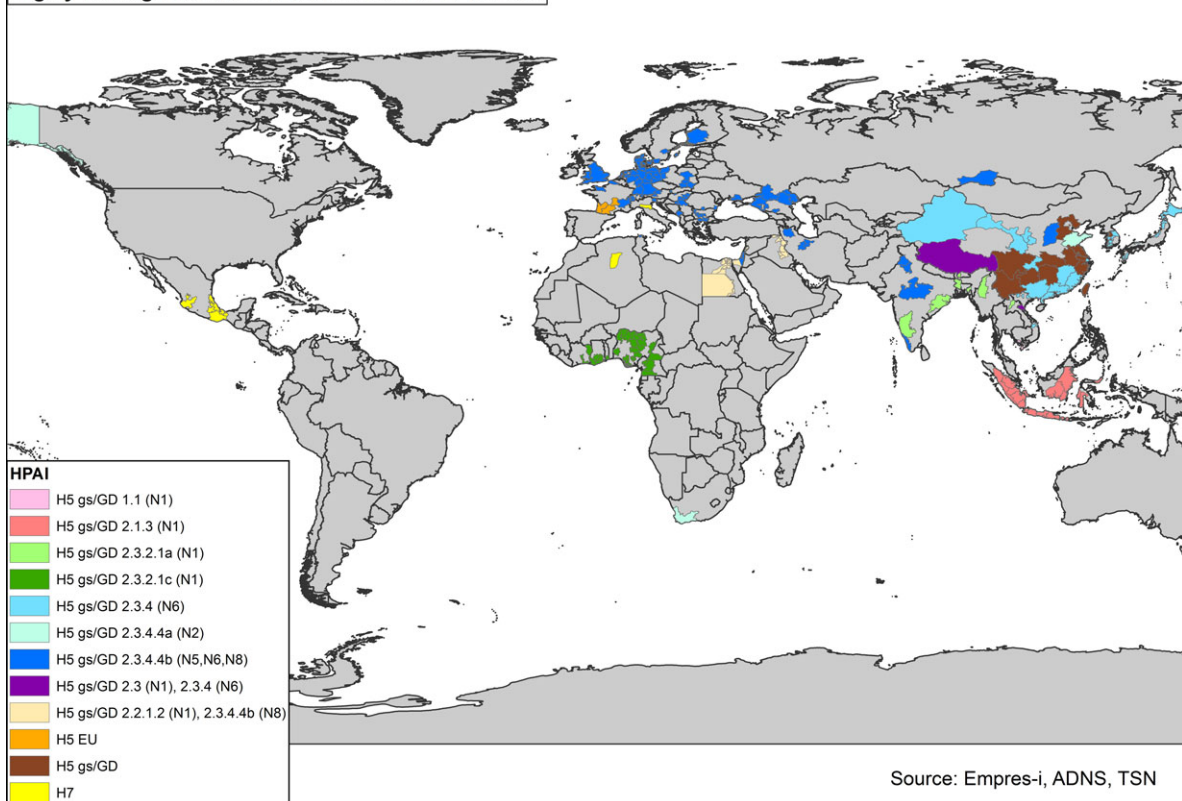 HPAI
H5 gs/GD 1.1 (N1)
H5 gs/GD 2.1.3 (N1)
H5 gs/GD 2.3.2.1a (N1)
H5 gs/GD 2.3.2.1c (N1)
H5 gs/GD 2.3.4 (N6)
H5 gs/GD 2.3.4.4a (N2)
H5 gs/GD 2.3.4.4b (N5,N6,N8)
H5 gs/GD 2.3 (N1), 2.3.4 (N6)
H5 gs/GD 2.2.1.2 (N1), 2.3.4.4b (N8)
H5 EU
H5 gs/GD
H7
Source: Empres-i, ADNS, TSN